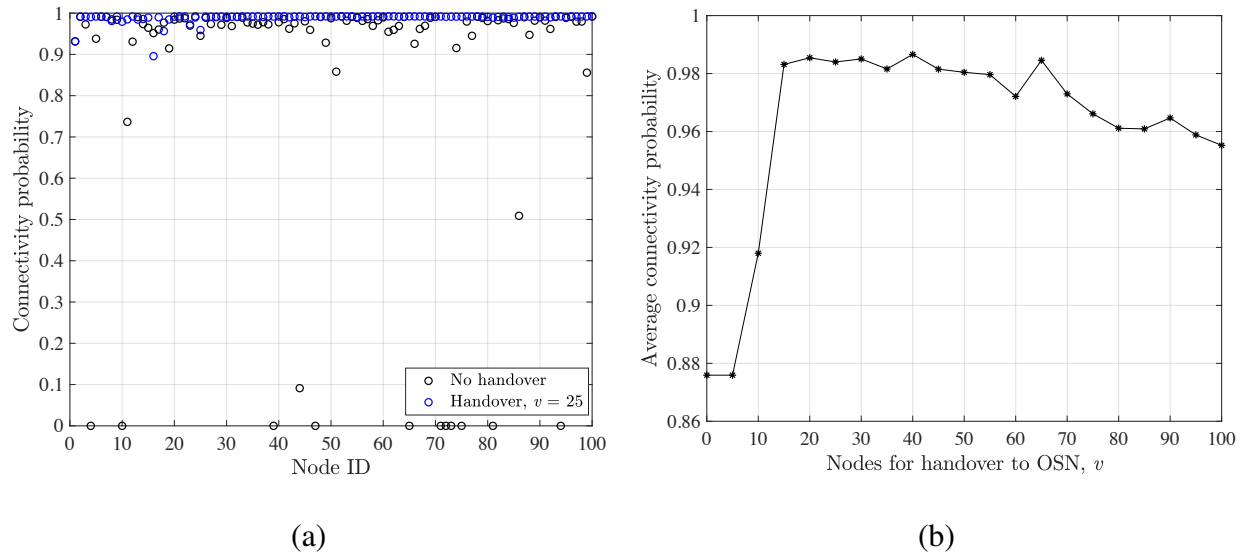 1
0.9
0.8
0.7
0.6
0.5
0.4
0.3
0.2
0.1
0
Connectivity probability
No handover
Handover, v = 25
0 10 20 30 40 50 60 70 80 90 100
Node ID
(a)
1
0.98
0.96
0.94
0.92
0.9
0.88
0.86
Average connectivity probability
0 10 20 30 40 50 60 70 80 90 100
Nodes for handover to OSN, v
(b)